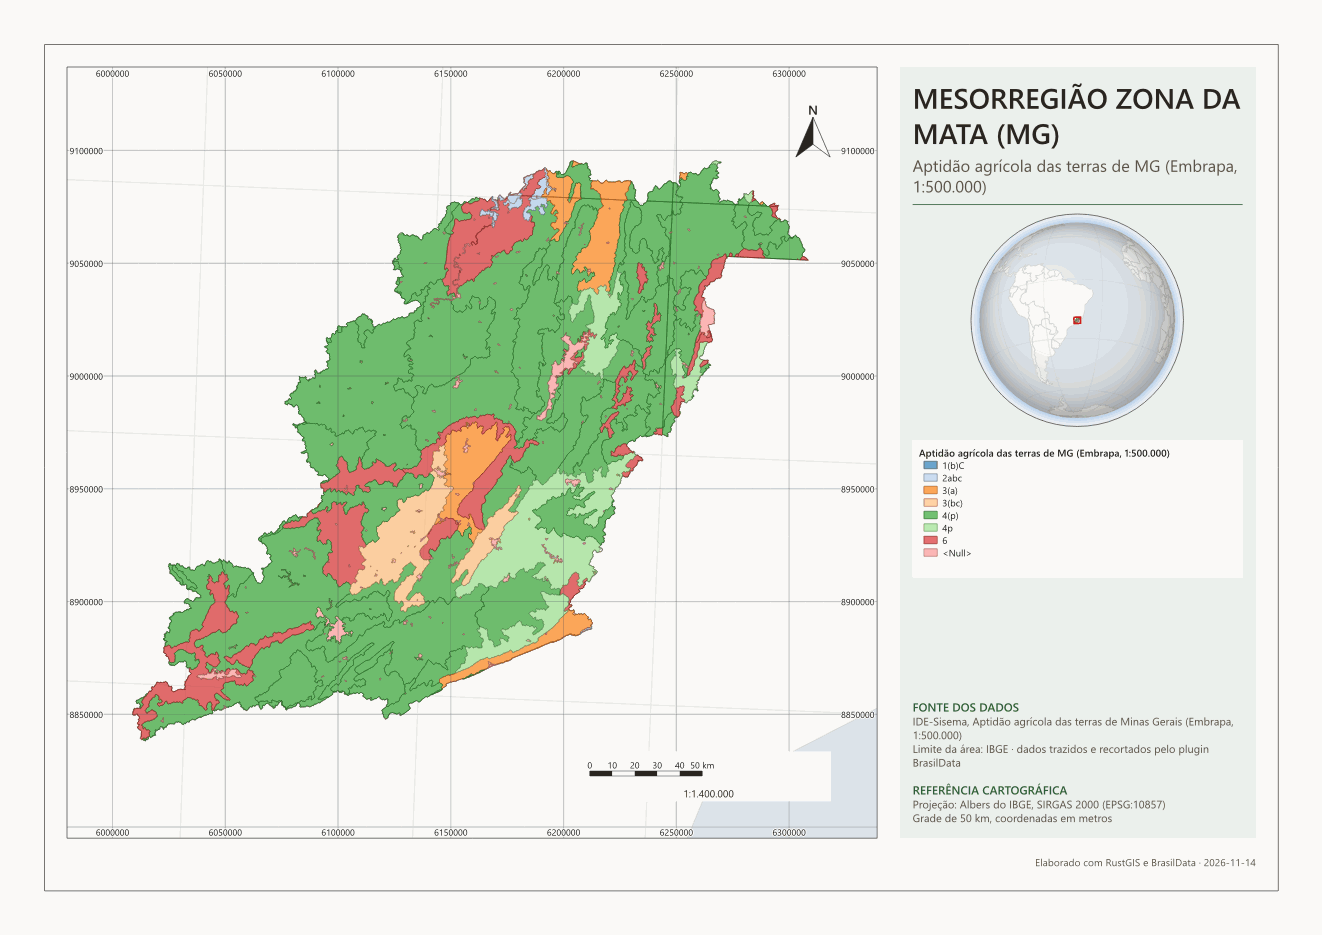 6000000 6050000 6100000 6150000 6200000 6250000 6300000
N
9100000 9100000
9050000 9050000
9000000 9000000
8950000 8950000
8900000 8900000
8850000 8850000
0 10 20 30 40 50 km
1:1.400.000
6000000 6050000 6100000 6150000 6200000 6250000 6300000
MESORREGIÃO ZONA DA
MATA (MG)
Aptidão agrícola das terras de MG (Embrapa,
1:500.000)
Aptidão agrícola das terras de MG (Embrapa, 1:500.000)
1(b)C
2abc
3(a)
3(bc)
4(p)
4p
6
<Null>
FONTE DOS DADOS
IDE-Sisema, Aptidão agrícola das terras de Minas Gerais (Embrapa,
1:500.000)
Limite da área: IBGE · dados trazidos e recortados pelo plugin
BrasilData
REFERÊNCIA CARTOGRÁFICA
Projeção: Albers do IBGE, SIRGAS 2000 (EPSG:10857)
Grade de 50 km, coordenadas em metros
Elaborado com RustGIS e BrasilData · 2026-11-14